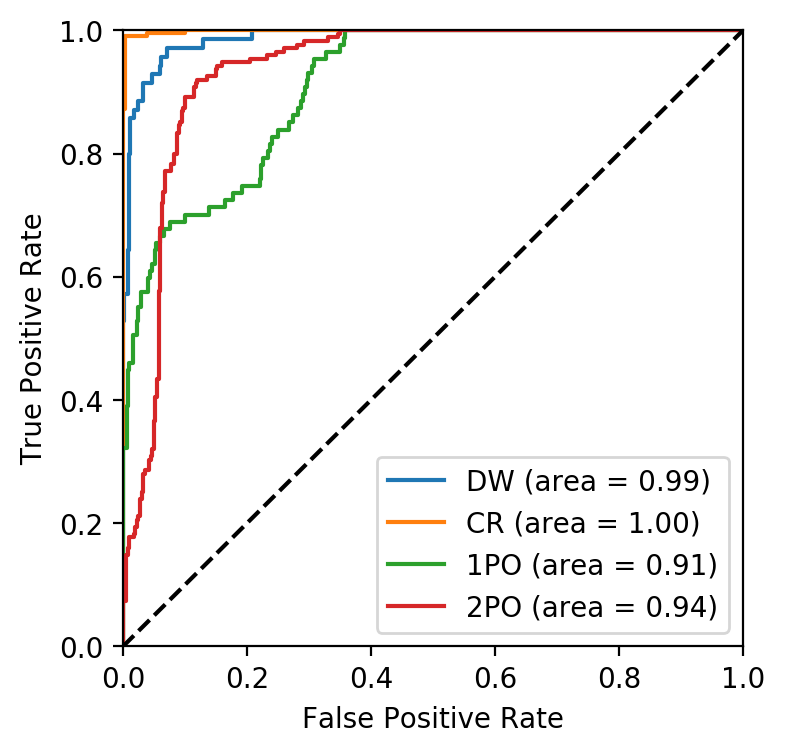 1.0
0.8
0.6
0.4
0.2
0.0
True Positive Rate
DW (area = 0.99)
CR (area = 1.00)
1PO (area = 0.91)
2PO (area = 0.94)
0.0 0.2 0.4 0.6 0.8 1.0
False Positive Rate